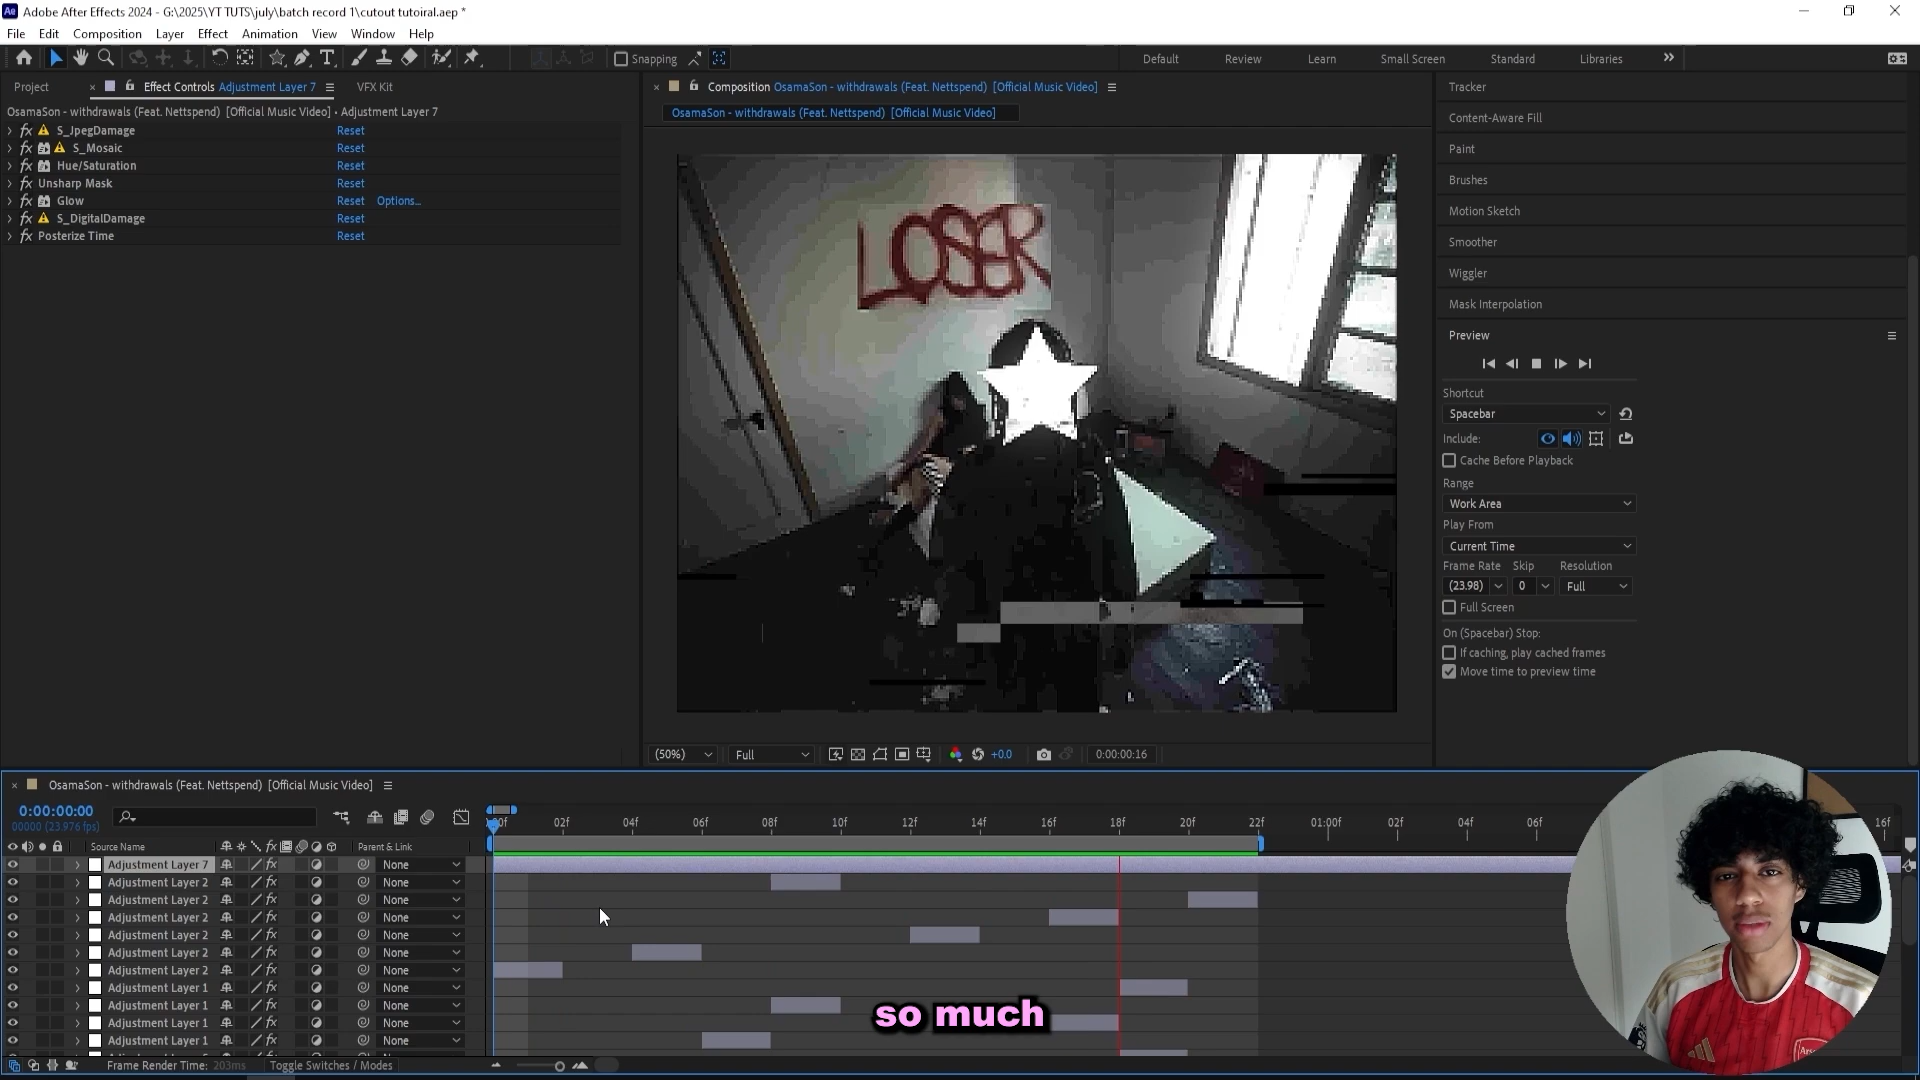 Adobe After Effects 2024 - G:\2025\YT TUTS\july\batch record 1\cutout tutoiral.aep *
File Edit Composition Layer Effect Animation View Window Help
Snapping Default Review Learn Small Screen Standard Libraries
Project Effect Controls Adjustment Layer 7 VFX Kit
Composition OsamaSon - withdrawals (Feat. Nettspend) [Official Music Video]
OsamaSon - withdrawals (Feat. Nettspend) [Official Music Video] • Adjustment Layer 7
OsamaSon - withdrawals (Feat. Nettspend) [Official Music Video]
fx S_JpegDamage Reset
fx S_Mosaic Reset
fx Hue/Saturation Reset
fx Unsharp Mask Reset
fx Glow Reset Options...
fx S_DigitalDamage Reset
fx Posterize Time Reset
LOSER
Tracker
Content-Aware Fill
Paint
Brushes
Motion Sketch
Smoother
Wiggler
Mask Interpolation
Preview
Shortcut
Spacebar
Include:
Cache Before Playback
Range
Work Area
Play From
Current Time
Frame Rate Skip Resolution
(23.98) 0 Full
Full Screen
On (Spacebar) Stop:
If caching, play cached frames
Move time to preview time
(50%) Full +0.0 0:00:00:16
OsamaSon - withdrawals (Feat. Nettspend) [Official Music Video]
0:00:00:00
00000 (23.976 fps)
02f 04f 06f 08f 10f 12f 14f 16f 18f 20f 22f 01:00f 02f 04f 06f 16f
Source Name Parent & Link
Adjustment Layer 7 None
Adjustment Layer 2 None
Adjustment Layer 2 None
Adjustment Layer 2 None
Adjustment Layer 2 None
Adjustment Layer 2 None
Adjustment Layer 2 None
Adjustment Layer 1 None
Adjustment Layer 1 None
Adjustment Layer 1 None
Adjustment Layer 1 None
so much
Frame Render Time: 203ms Toggle Switches / Modes